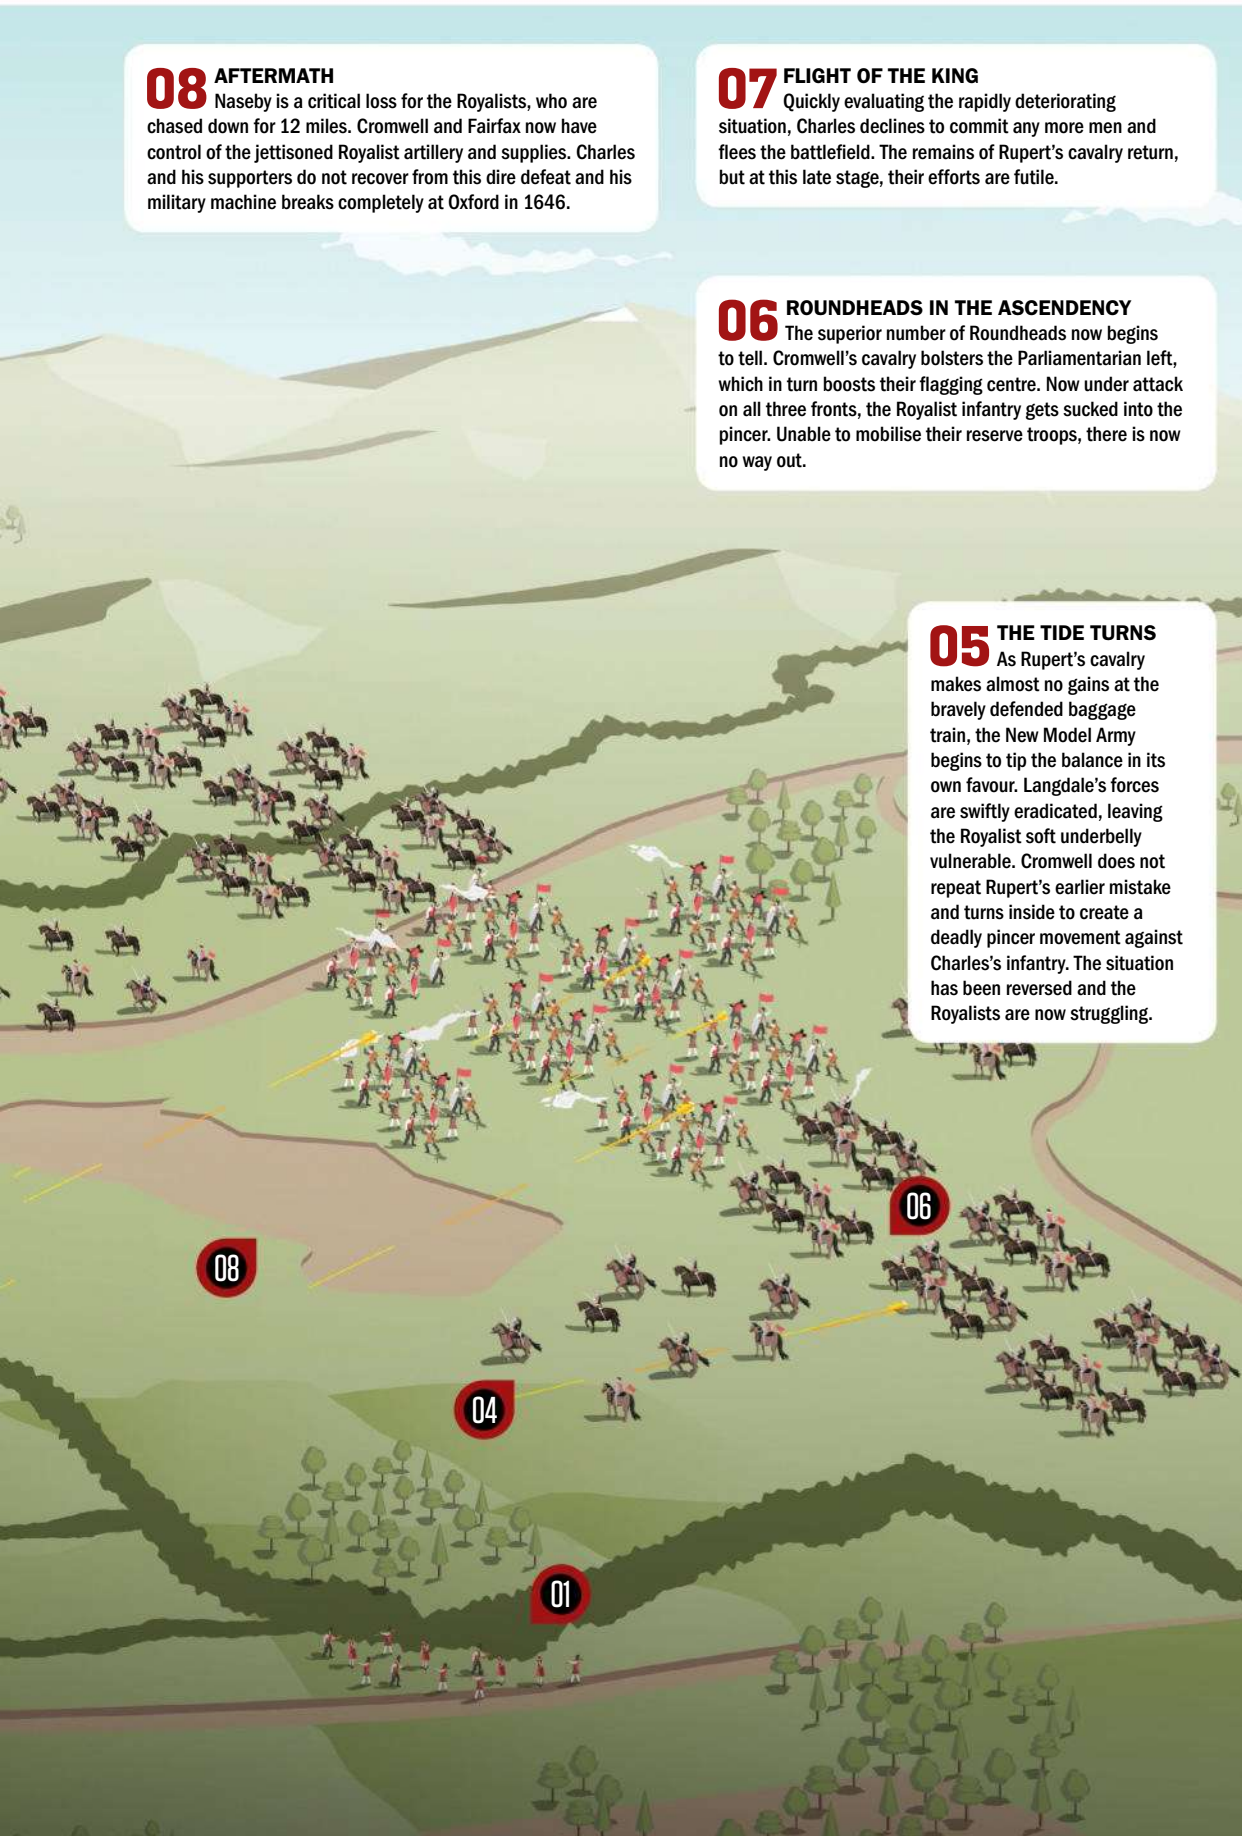 08 AFTERMATH
Naseby is a critical loss for the Royalists, who are
chased down for 12 miles. Cromwell and Fairfax now have
control of the jettisoned Royalist artillery and supplies. Charles
and his supporters do not recover from this dire defeat and his
military machine breaks completely at Oxford in 1646.
07 FLIGHT OF THE KING
Quickly evaluating the rapidly deteriorating
situation, Charles declines to commit any more men and
flees the battlefield. The remains of Rupert's cavalry return,
but at this late stage, their efforts are futile.
06 ROUNDHEADS IN THE ASCENDENCY
The superior number of Roundheads now begins
to tell. Cromwell's cavalry bolsters the Parliamentarian left,
which in turn boosts their flagging centre. Now under attack
on all three fronts, the Royalist infantry gets sucked into the
pincer. Unable to mobilise their reserve troops, there is now
no way out.
05 THE TIDE TURNS
As Rupert's cavalry
makes almost no gains at the
bravely defended baggage
train, the New Model Army
begins to tip the balance in its
own favour. Langdale's forces
are swiftly eradicated, leaving
the Royalist soft underbelly
vulnerable. Cromwell does not
repeat Rupert's earlier mistake
and turns inside to create a
deadly pincer movement against
Charles's infantry. The situation
has been reversed and the
Royalists are now struggling.
06
08
04
01